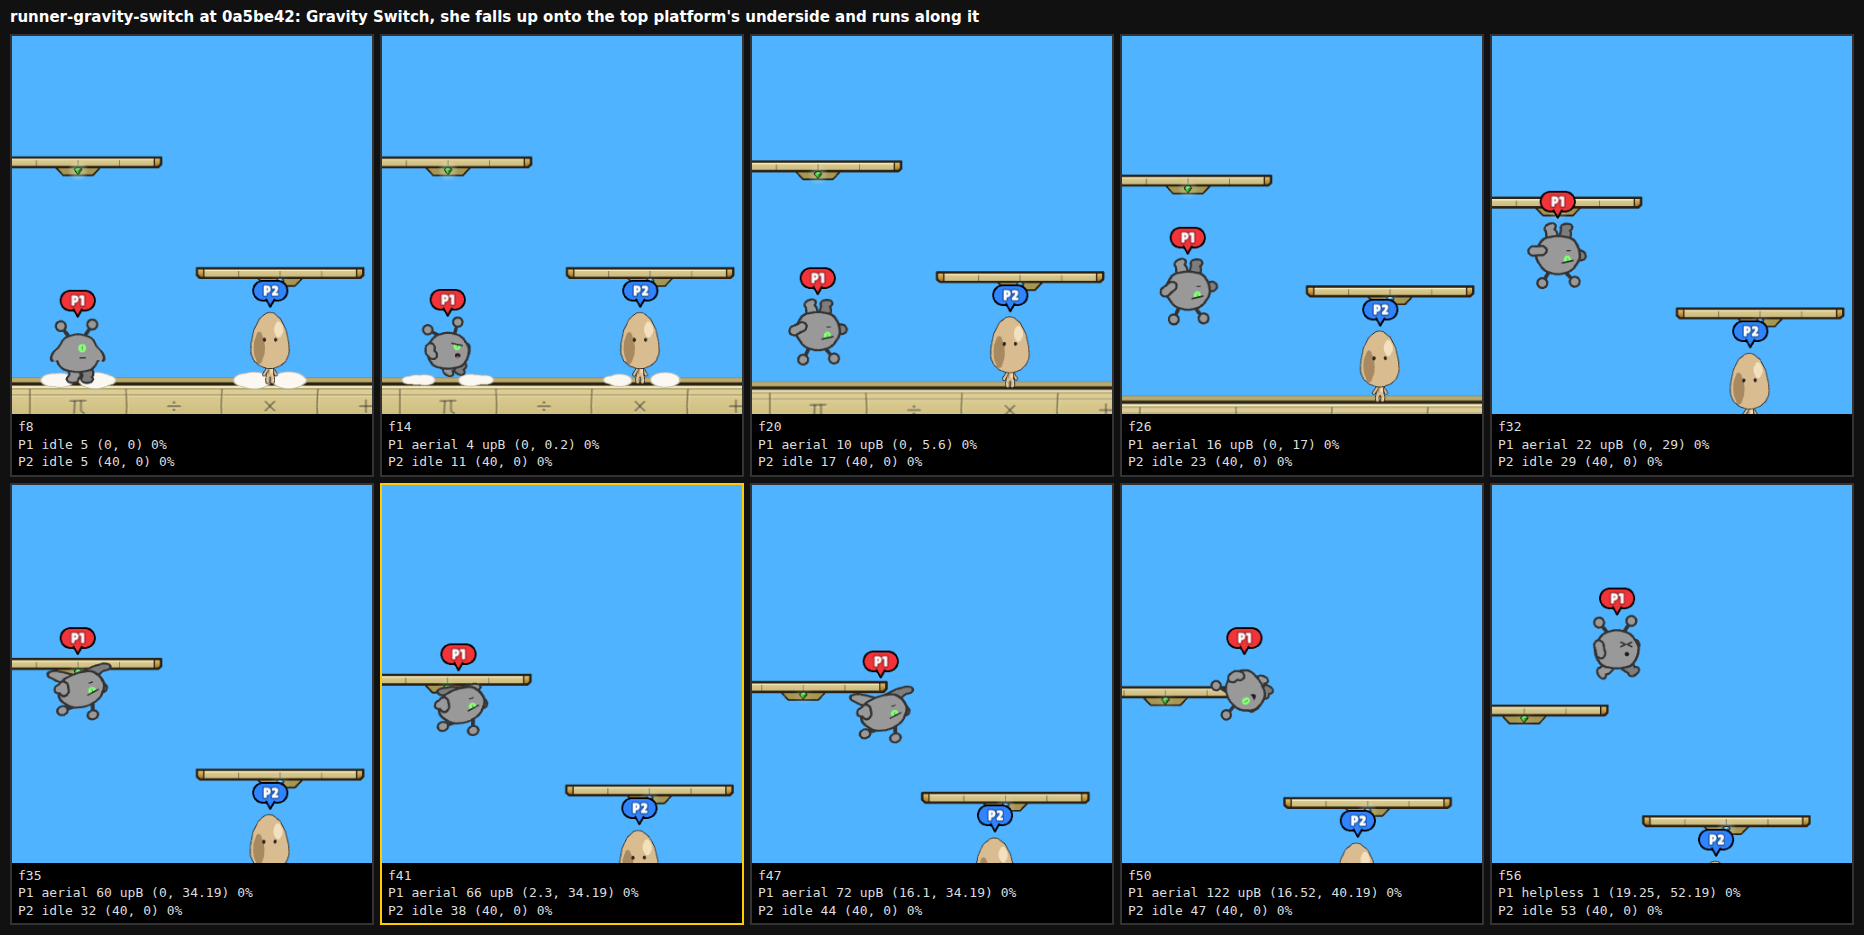 runner-gravity-switch at 0a5be42: Gravity Switch, she falls up onto the top platform's underside and runs along it
P1
P2
π ÷ × +
f8
P1 idle 5 (0, 0) 0%
P2 idle 5 (40, 0) 0%
P1
P2
π ÷ × +
f14
P1 aerial 4 upB (0, 0.2) 0%
P2 idle 11 (40, 0) 0%
P1
P2
π ÷ × +
f20
P1 aerial 10 upB (0, 5.6) 0%
P2 idle 17 (40, 0) 0%
P1
P2
f26
P1 aerial 16 upB (0, 17) 0%
P2 idle 23 (40, 0) 0%
P1
P2
f32
P1 aerial 22 upB (0, 29) 0%
P2 idle 29 (40, 0) 0%
P1
P2
f35
P1 aerial 60 upB (0, 34.19) 0%
P2 idle 32 (40, 0) 0%
P1
P2
f41
P1 aerial 66 upB (2.3, 34.19) 0%
P2 idle 38 (40, 0) 0%
P1
P2
f47
P1 aerial 72 upB (16.1, 34.19) 0%
P2 idle 44 (40, 0) 0%
P1
P2
f50
P1 aerial 122 upB (16.52, 40.19) 0%
P2 idle 47 (40, 0) 0%
P1
P2
f56
P1 helpless 1 (19.25, 52.19) 0%
P2 idle 53 (40, 0) 0%